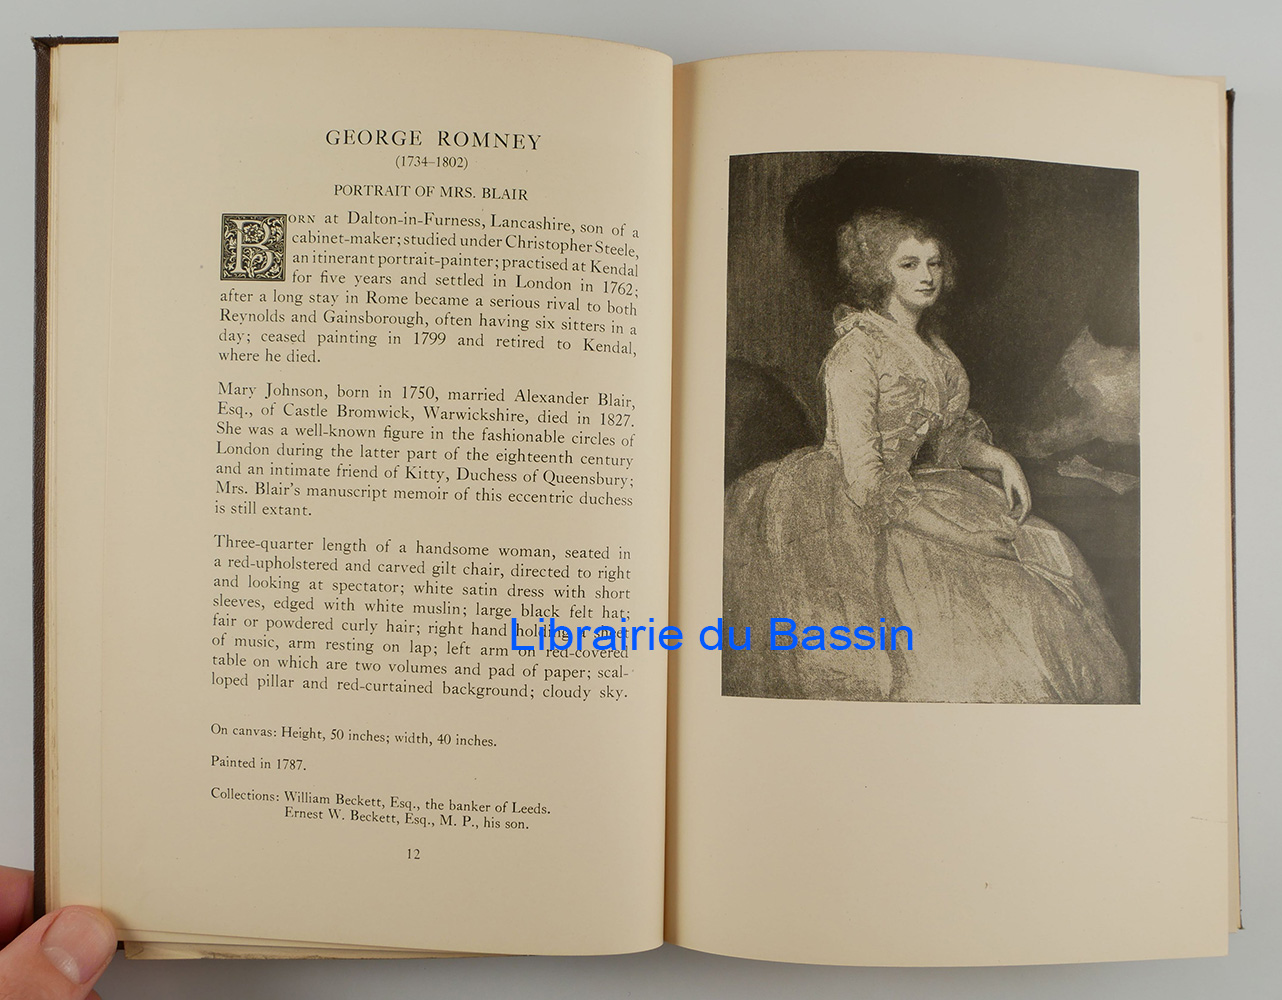 GEORGE ROMNEY
(1734–1802)
PORTRAIT OF MRS. BLAIR
BORN at Dalton-in-Furness, Lancashire, son of a
cabinet-maker; studied under Christopher Steele,
an itinerant portrait-painter; practised at Kendal
for five years and settled in London in 1762;
after a long stay in Rome became a serious rival to both
Reynolds and Gainsborough, often having six sitters in a
day; ceased painting in 1799 and retired to Kendal,
where he died.
Mary Johnson, born in 1750, married Alexander Blair,
Esq., of Castle Bromwick, Warwickshire, died in 1827.
She was a well-known figure in the fashionable circles of
London during the latter part of the eighteenth century
and an intimate friend of Kitty, Duchess of Queensbury;
Mrs. Blair's manuscript memoir of this eccentric duchess
is still extant.
Three-quarter length of a handsome woman, seated in
a red-upholstered and carved gilt chair, directed to right
and looking at spectator; white satin dress with short
sleeves, edged with white muslin; large black felt hat;
fair or powdered curly hair; right hand holding a sheet
of music, arm resting on lap; left arm on red-covered
table on which are two volumes and pad of paper; scal-
loped pillar and red-curtained background; cloudy sky.
On canvas: Height, 50 inches; width, 40 inches.
Painted in 1787.
Collections: William Beckett, Esq., the banker of Leeds.
Ernest W. Beckett, Esq., M. P., his son.
12
Librairie du Bassin